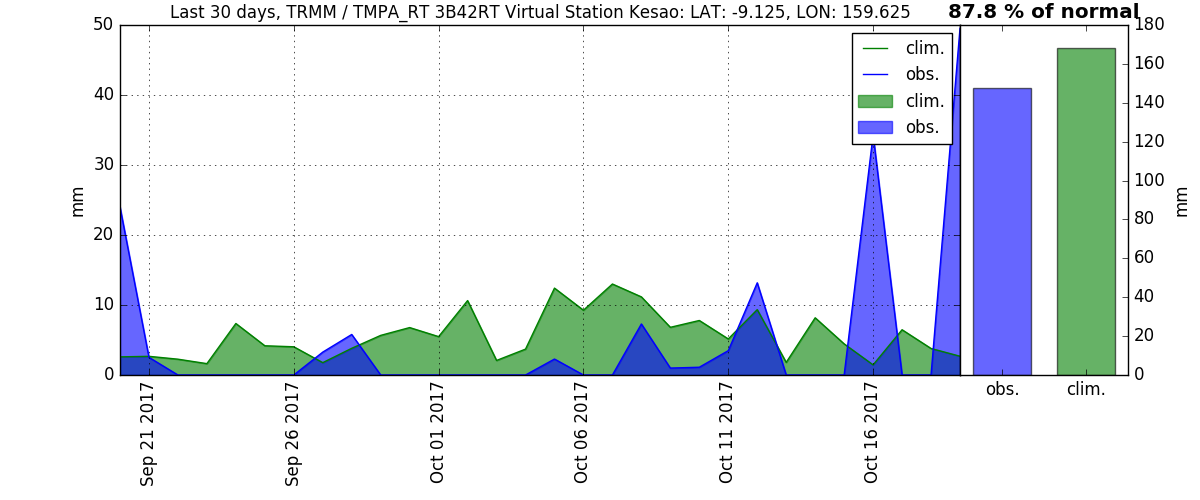 Last 30 days, TRMM / TMPA_RT 3B42RT Virtual Station Kesao: LAT: -9.125, LON: 159.625
87.8 % of normal
50
40
30
20
10
0
mm
clim.
obs.
clim.
obs.
180
160
140
120
100
80
60
40
20
0
mm
Sep 21 2017
Sep 26 2017
Oct 01 2017
Oct 06 2017
Oct 11 2017
Oct 16 2017
obs.
clim.